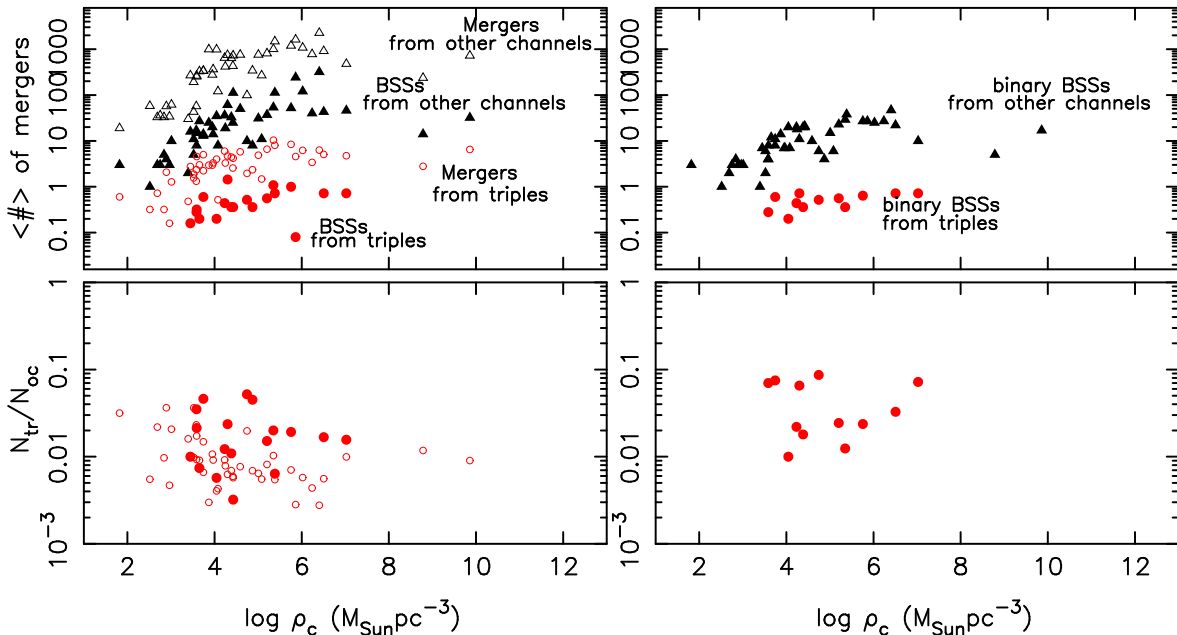 <#> of mergers
0.1 1 10 100 1000
Mergers
from other channels
BSSs
from other channels
Mergers
from triples
BSSs
from triples
0.1 1 10 100 1000
binary BSSs
from other channels
binary BSSs
from triples
N_tr/N_oc
10⁻³ 0.01 0.1 1
2 4 6 8 10 12
log ρ_c (M_Sun pc⁻³)
10⁻³ 0.01 0.1 1
2 4 6 8 10 12
log ρ_c (M_Sun pc⁻³)